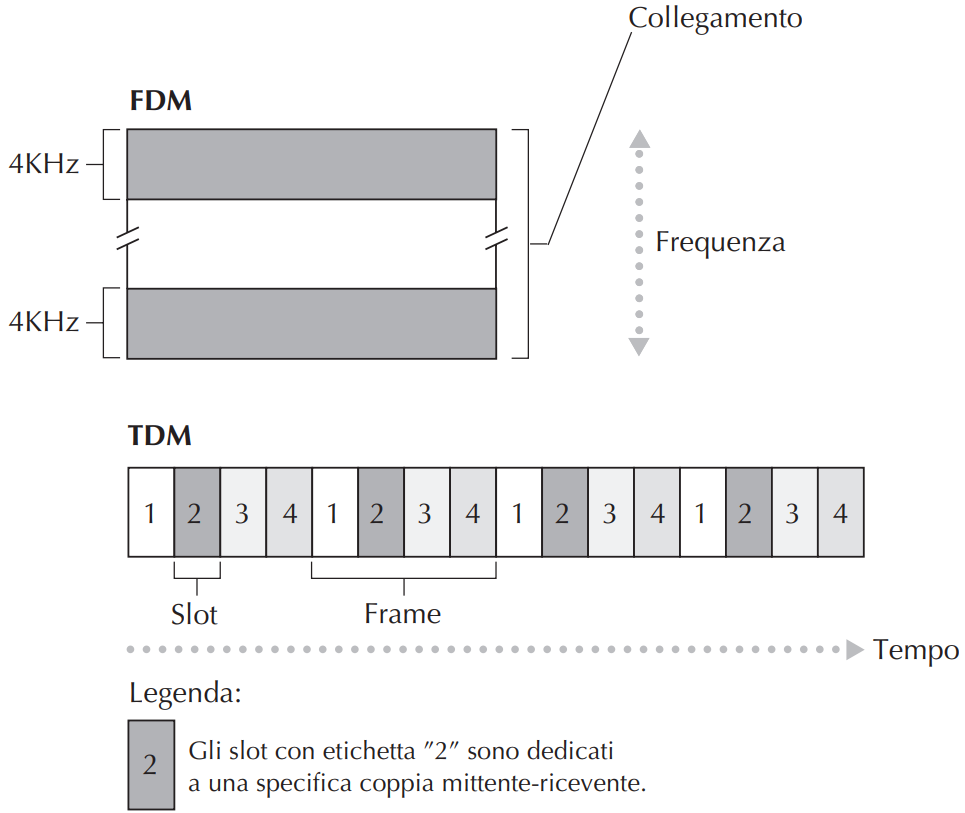 Collegamento
FDM
4KHz
Frequenza
4KHz
TDM
1 2 3 4 1 2 3 4 1 2 3 4 1 2 3 4
Slot Frame
Tempo
Legenda:
2 Gli slot con etichetta ”2” sono dedicati
a una specifica coppia mittente-ricevente.